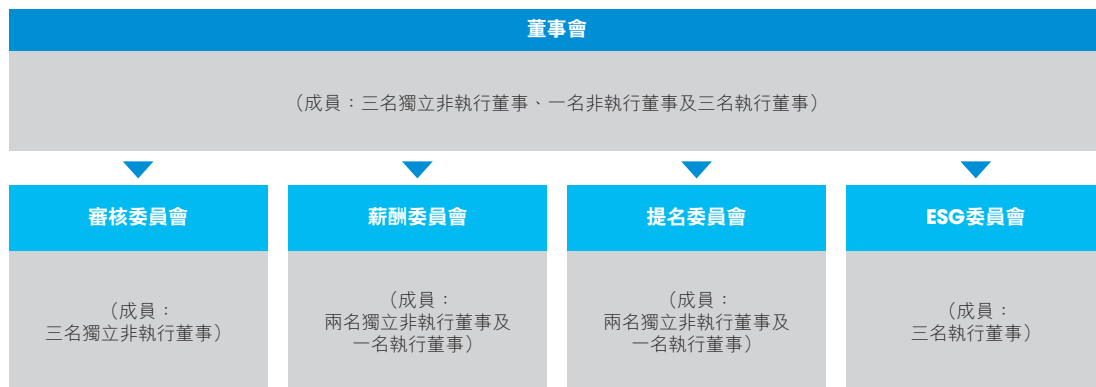 董事會
（成員：三名獨立非執行董事、一名非執行董事及三名執行董事）
審核委員會
（成員：
三名獨立非執行董事）
薪酬委員會
（成員：
兩名獨立非執行董事及
一名執行董事）
提名委員會
（成員：
兩名獨立非執行董事及
一名執行董事）
ESG委員會
（成員：
三名執行董事）